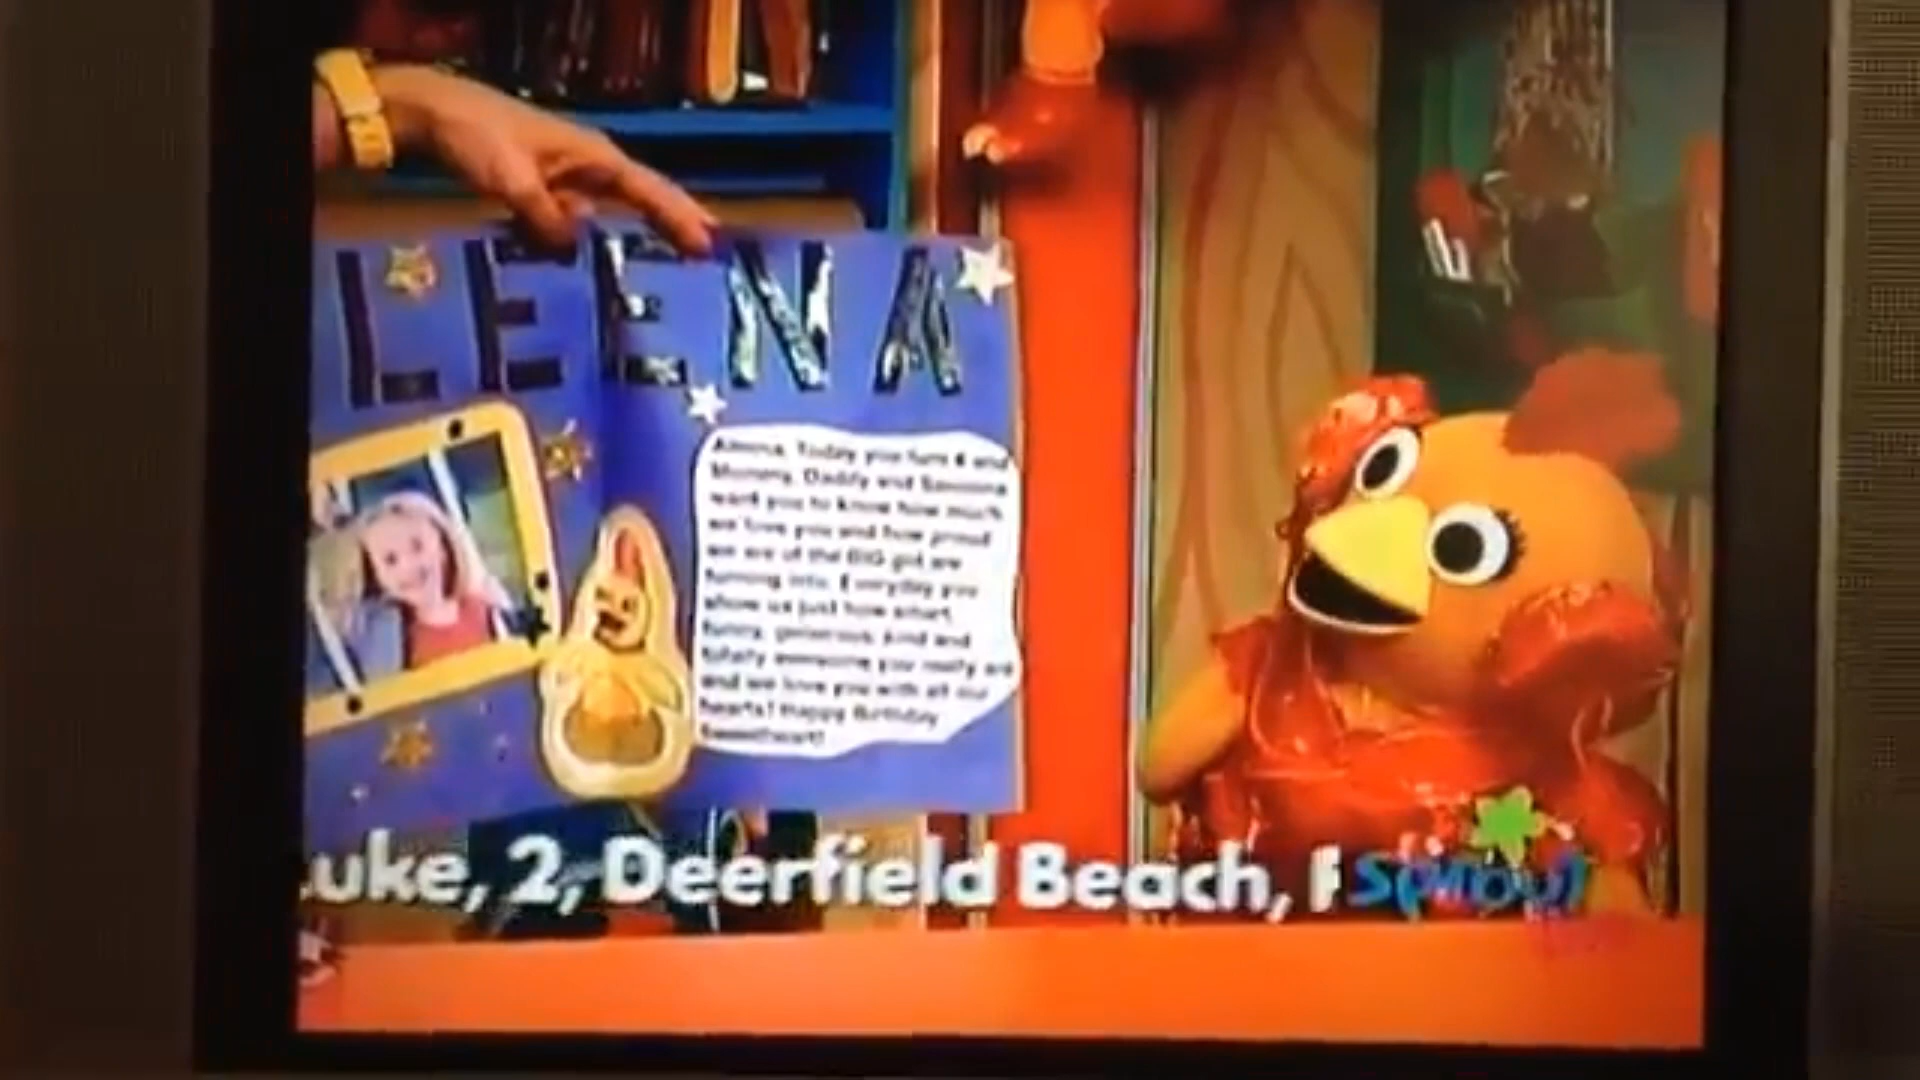 LEENA
Aleena, Today you turn 4 and
Mommy, Daddy and
want you to know how much
we love you and how proud
we are of the BIG girl are
turning into. Everyday you
show us just how smart,
funny, generous, kind and
totally awesome you really are
and we love you with all our
hearts! Happy Birthday
Sweetheart!
uke, 2, Deerfield Beach, F
Sprout